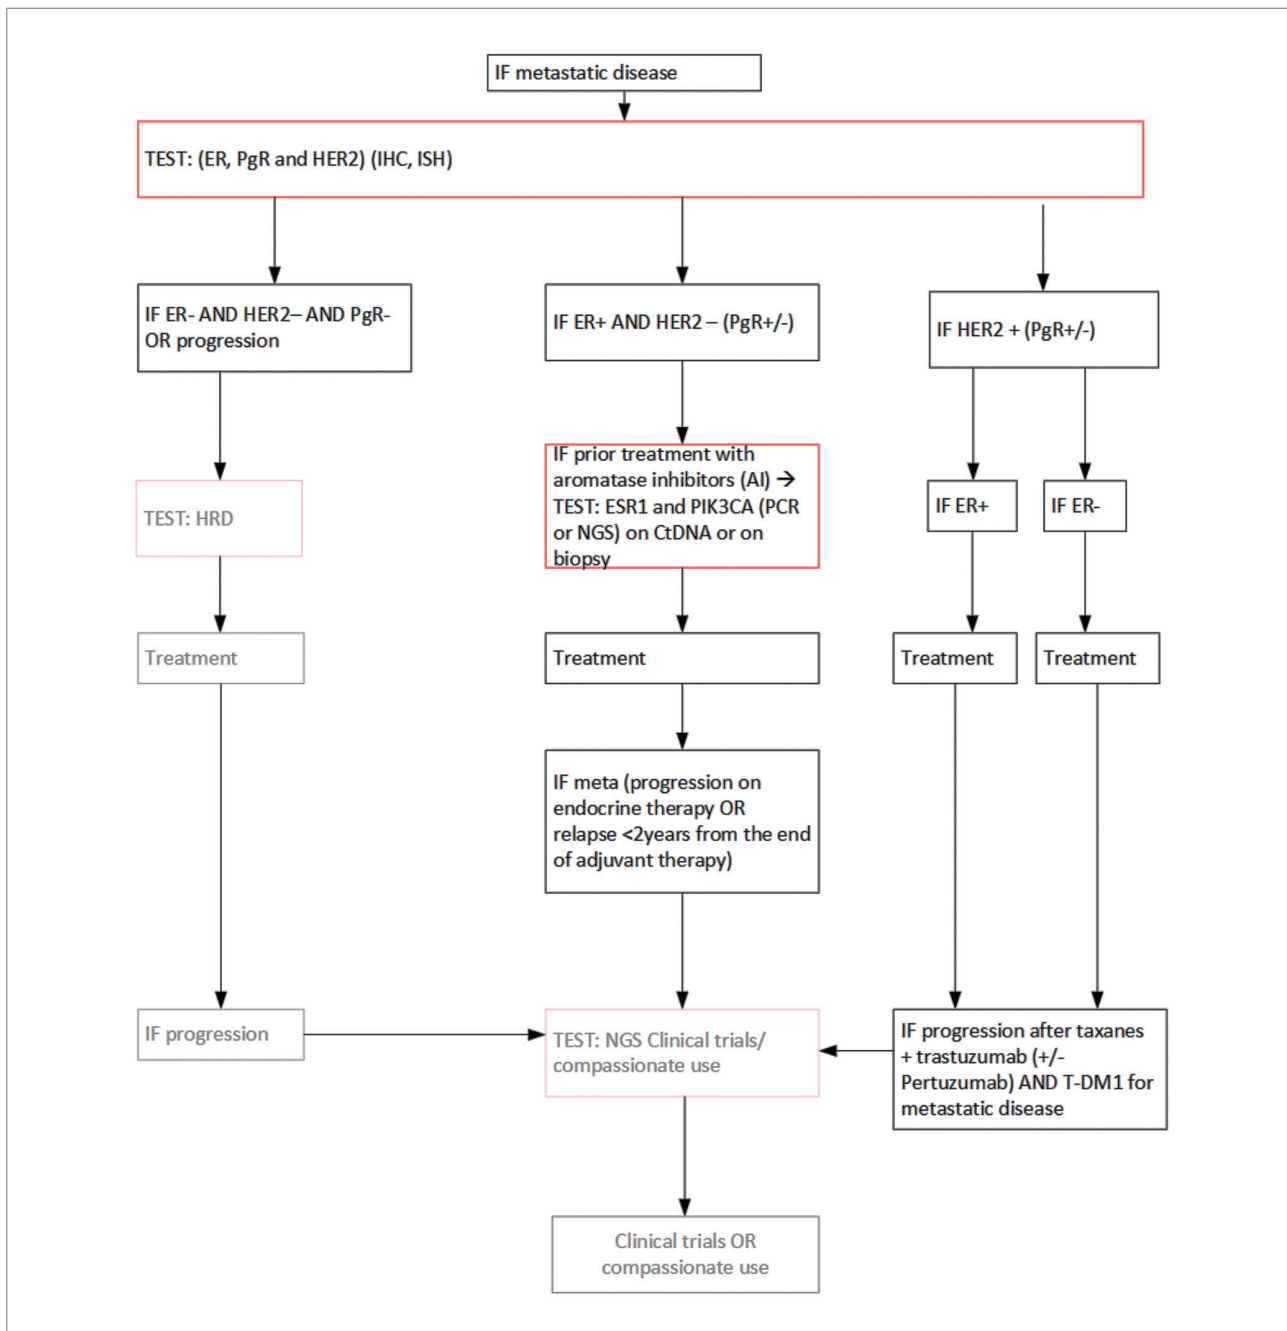 IF metastatic disease
TEST: (ER, PgR and HER2) (IHC, ISH)
IF ER- AND HER2– AND PgR-
OR progression
IF ER+ AND HER2 – (PgR+/-)
IF HER2 + (PgR+/-)
TEST: HRD
IF prior treatment with
aromatase inhibitors (AI) →
TEST: ESR1 and PIK3CA (PCR
or NGS) on CtDNA or on
biopsy
IF ER+
IF ER-
Treatment
Treatment
Treatment
Treatment
IF meta (progression on
endocrine therapy OR
relapse <2years from the end
of adjuvant therapy)
IF progression
TEST: NGS Clinical trials/
compassionate use
IF progression after taxanes
+ trastuzumab (+/-
Pertuzumab) AND T-DM1 for
metastatic disease
Clinical trials OR
compassionate use